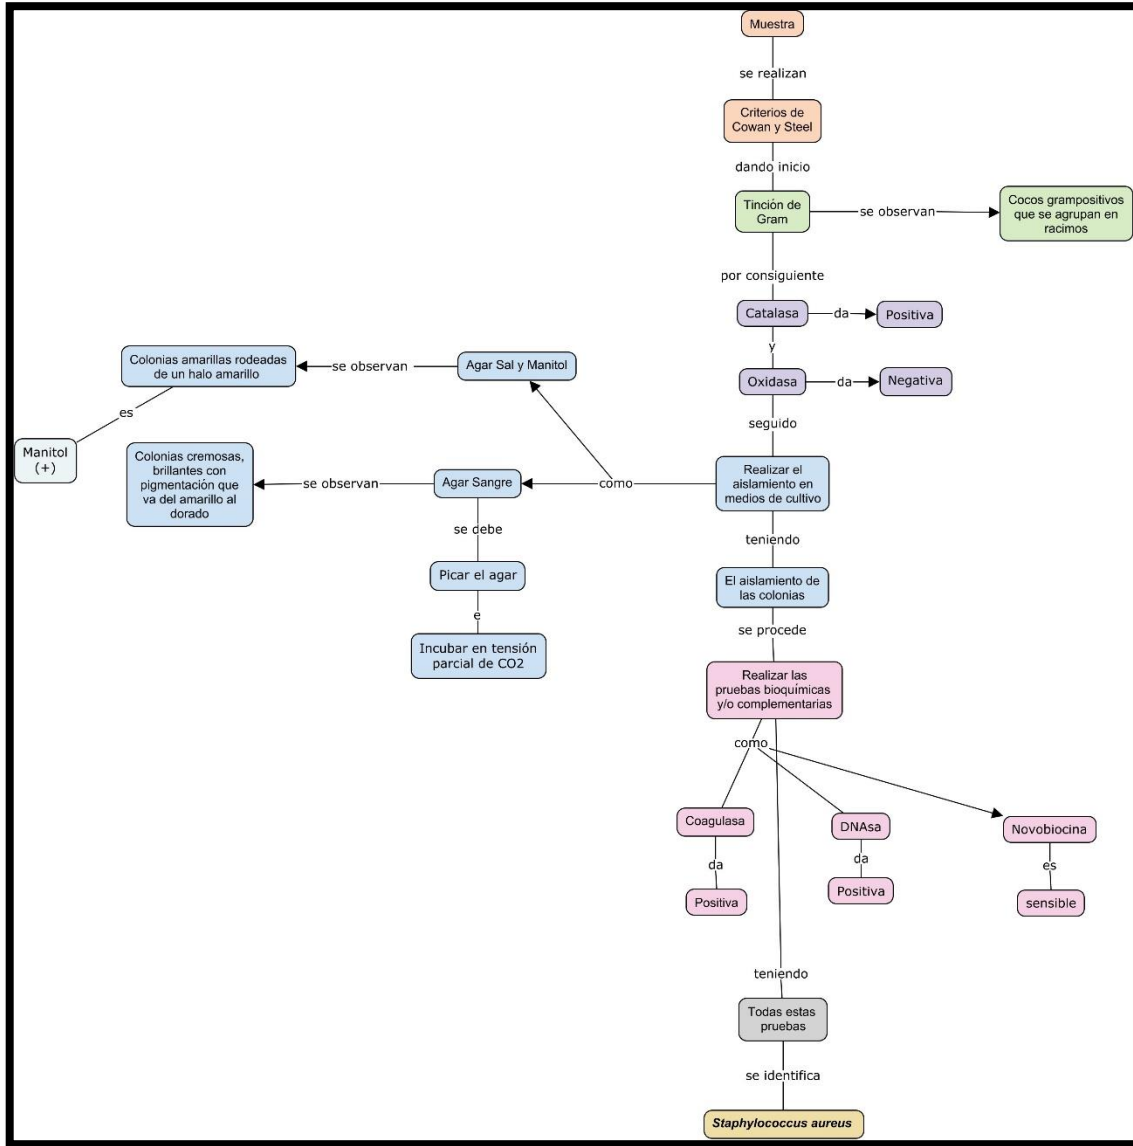 Muestra
se realizan
Criterios de
Cowan y Steel
dando inicio
Tinción de
Gram
se observan
Cocos grampositivos
que se agrupan en
racimos
por consiguiente
Catalasa
da
Positiva
y
Oxidasa
da
Negativa
seguido
Realizar el
aislamiento en
medios de cultivo
como
Agar Sal y Manitol
se observan
Colonias amarillas rodeadas
de un halo amarillo
es
Manitol
(+)
Agar Sangre
se observan
Colonias cremosas,
brillantes con
pigmentación que
va del amarillo al
dorado
se debe
Picar el agar
e
Incubar en tensión
parcial de CO2
teniendo
El aislamiento de
las colonias
se procede
Realizar las
pruebas bioquímicas
y/o complementarias
como
Coagulasa
da
Positiva
DNAsa
da
Positiva
Novobiocina
es
sensible
teniendo
Todas estas
pruebas
se identifica
Staphylococcus aureus